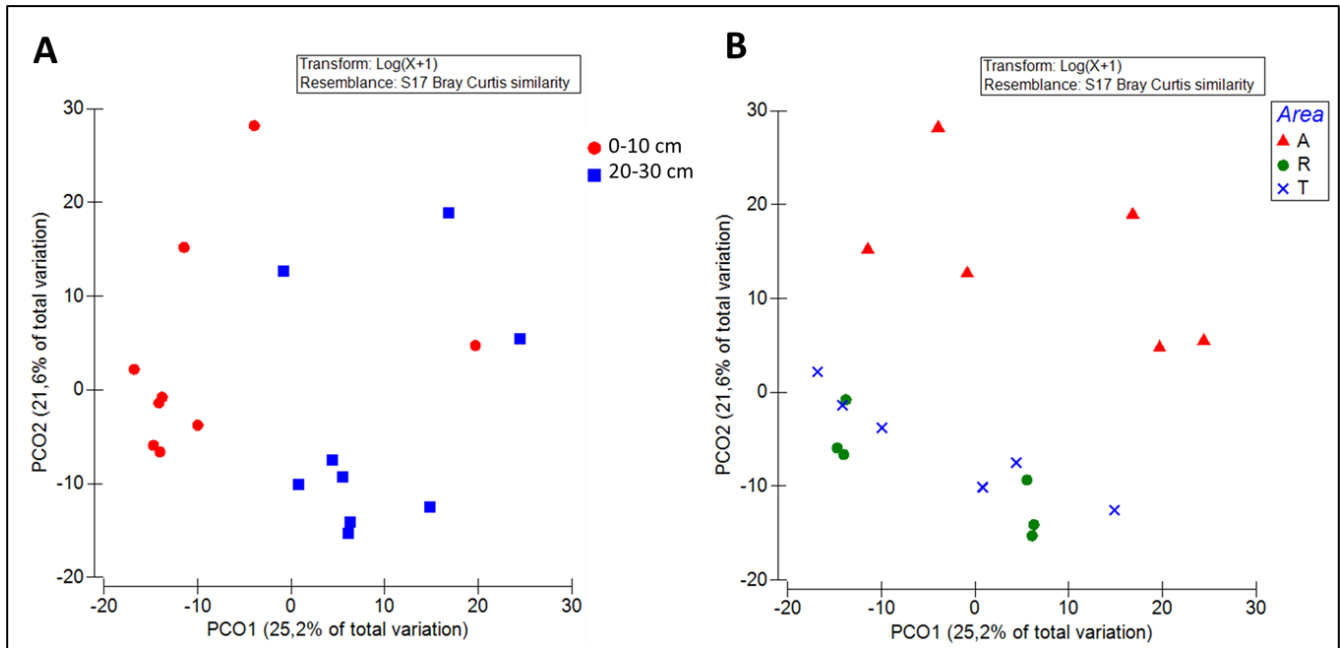 A
Transform: Log(X+1)
Resemblance: S17 Bray Curtis similarity
30
20
10
0
-10
-20
PCO2 (21,6% of total variation)
-20 -10 0 10 20 30
PCO1 (25,2% of total variation)
0-10 cm
20-30 cm
B
Transform: Log(X+1)
Resemblance: S17 Bray Curtis similarity
30
20
10
0
-10
-20
PCO2 (21,6% of total variation)
-20 -10 0 10 20 30
PCO1 (25,2% of total variation)
Area
A
R
T